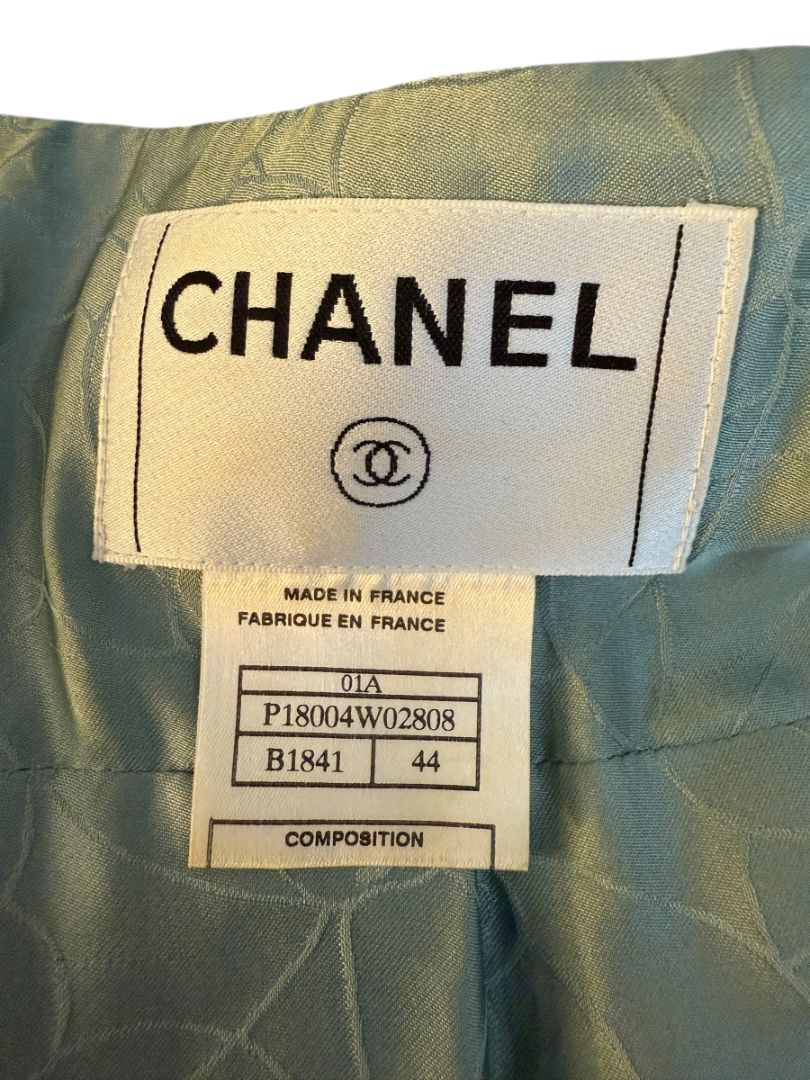 CHANEL
MADE IN FRANCE
FABRIQUE EN FRANCE
01A
P18004W02808
B1841 44
COMPOSITION